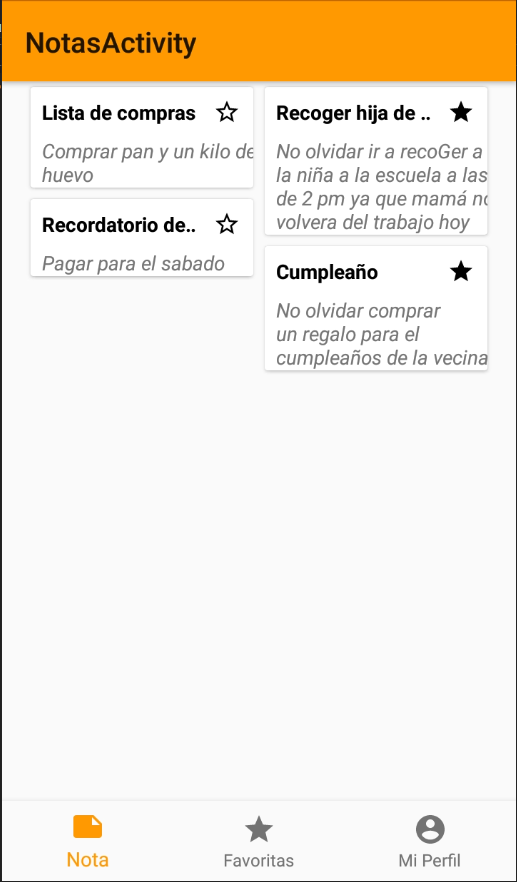 NotasActivity
Lista de compras
Comprar pan y un kilo de
huevo
Recordatorio de..
Pagar para el sabado
Recoger hija de ..
No olvidar ir a recoGer a
la niña a la escuela a las
de 2 pm ya que mamá no
volvera del trabajo hoy
Cumpleaño
No olvidar comprar
un regalo para el
cumpleaños de la vecina
Nota
Favoritas
Mi Perfil